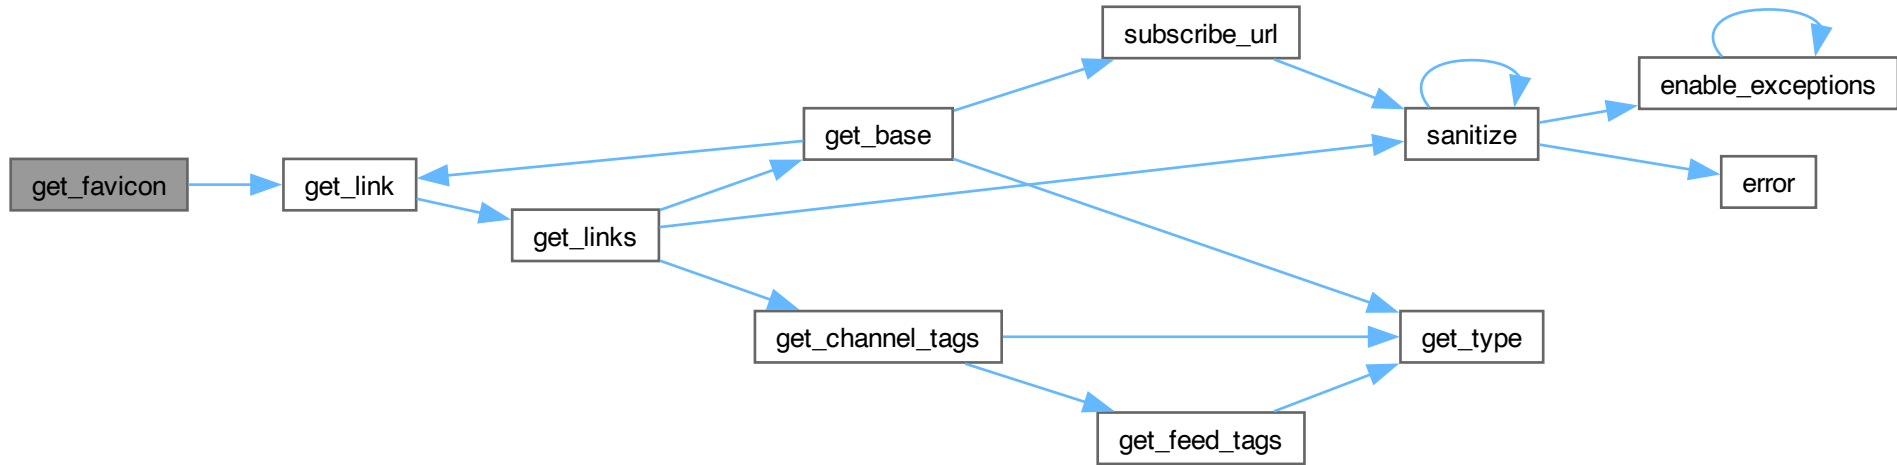 get_favicon
get_link
get_links
get_base
get_channel_tags
subscribe_url
get_feed_tags
sanitize
get_type
enable_exceptions
error